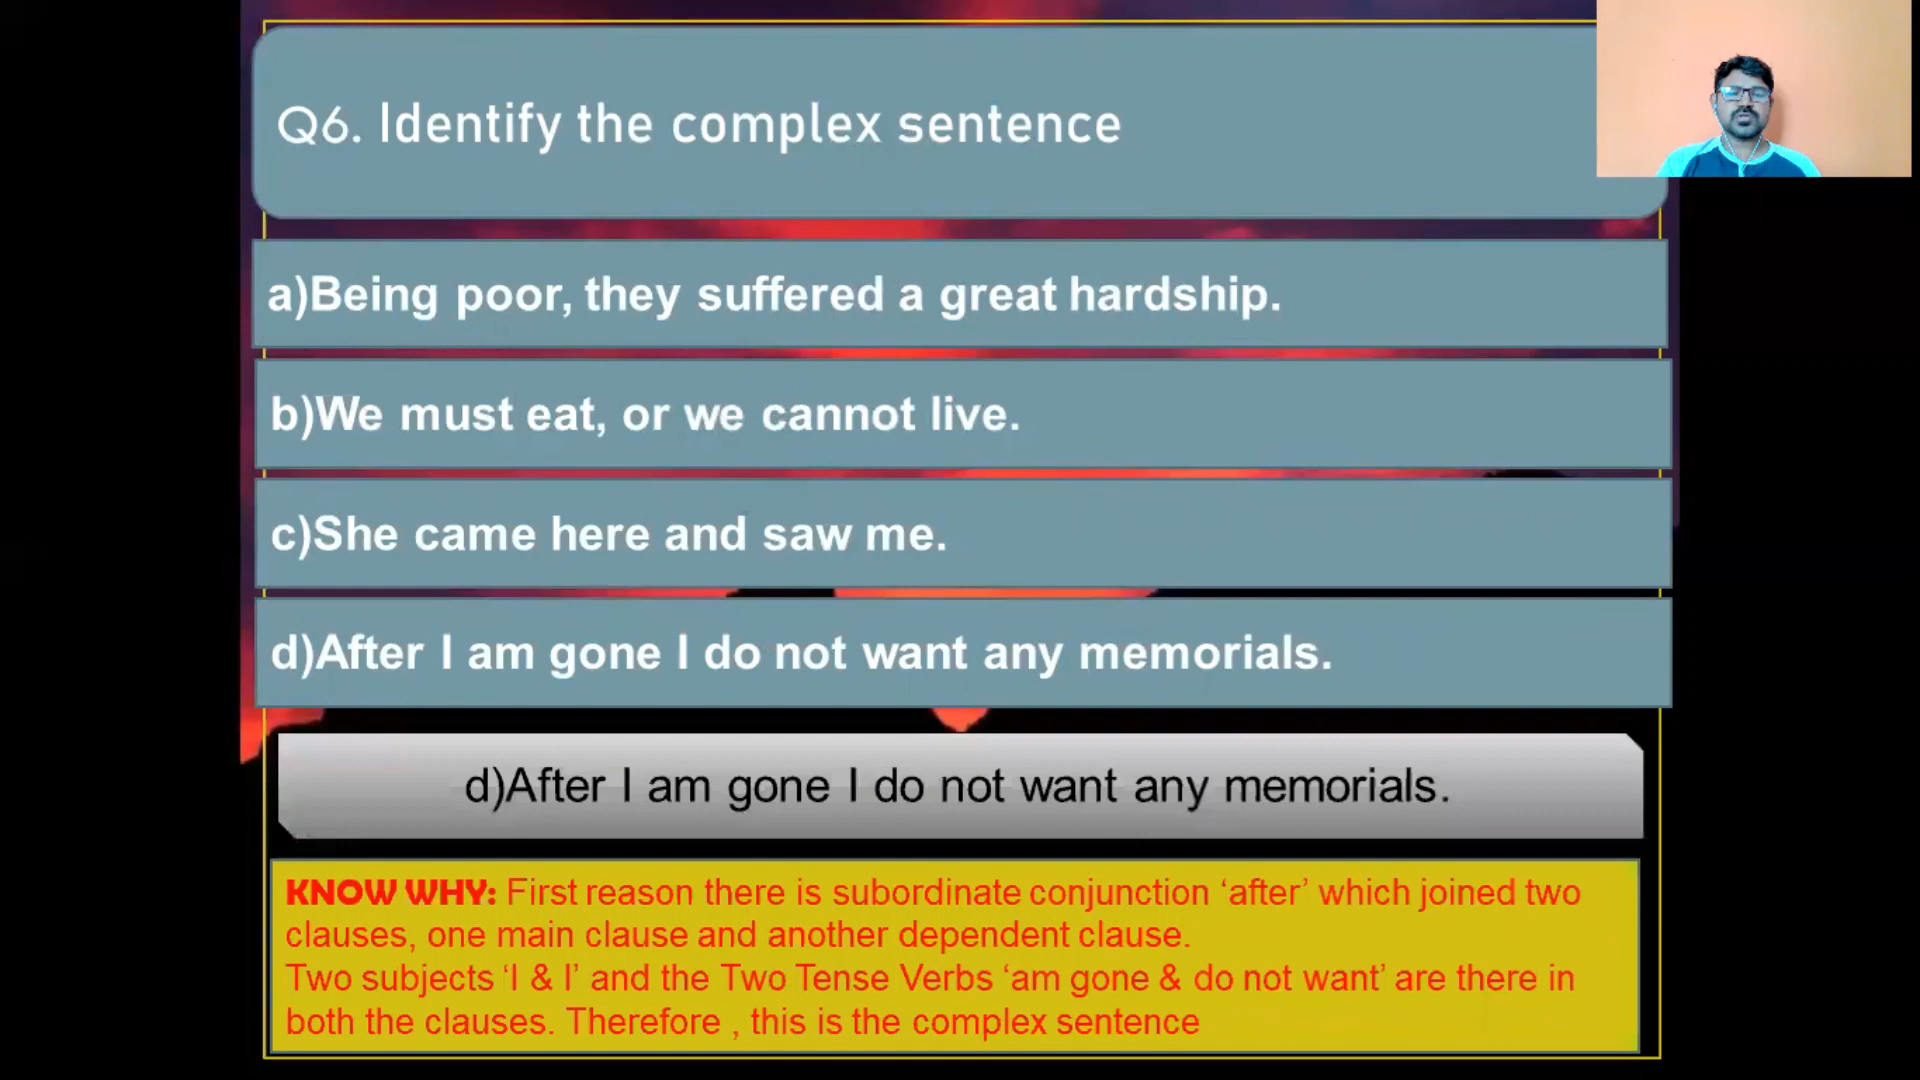 Q6. Identify the complex sentence
a)Being poor, they suffered a great hardship.
b)We must eat, or we cannot live.
c)She came here and saw me.
d)After I am gone I do not want any memorials.
d)After I am gone I do not want any memorials.
KNOW WHY: First reason there is subordinate conjunction ‘after’ which joined two
clauses, one main clause and another dependent clause.
Two subjects ‘I & I’ and the Two Tense Verbs ‘am gone & do not want’ are there in
both the clauses. Therefore , this is the complex sentence